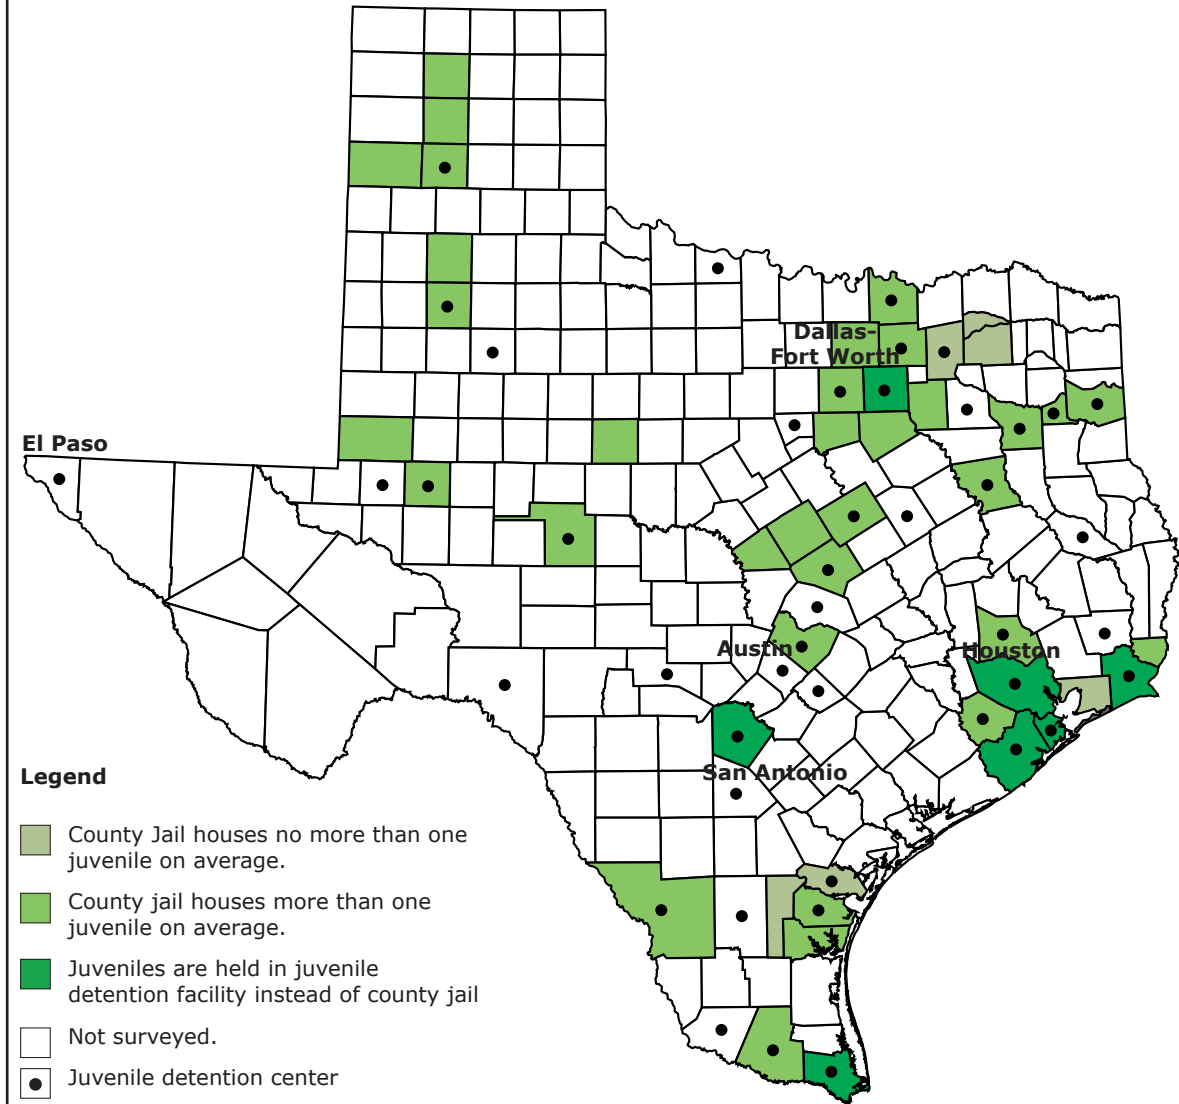 Dallas-
Fort Worth
El Paso
Austin
Houston
San Antonio
Legend
County Jail houses no more than one
juvenile on average.
County jail houses more than one
juvenile on average.
Juveniles are held in juvenile
detention facility instead of county jail
Not surveyed.
Juvenile detention center